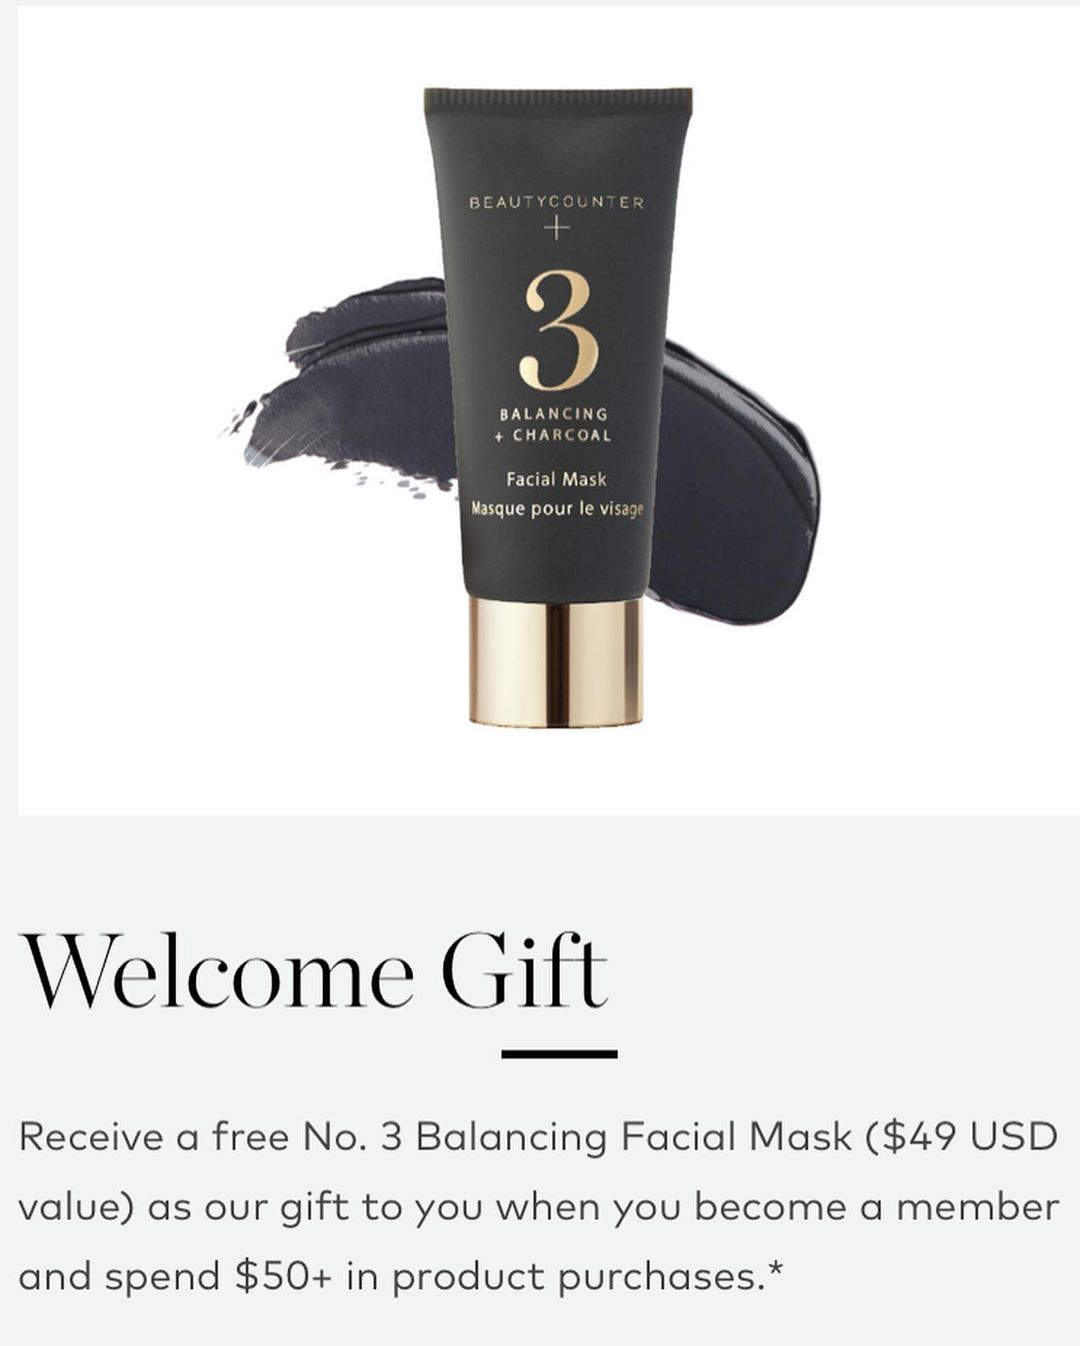 BEAUTYCOUNTER
+
3
BALANCING
+ CHARCOAL
Facial Mask
Masque pour le visage
Welcome Gift
Receive a free No. 3 Balancing Facial Mask ($49 USD
value) as our gift to you when you become a member
and spend $50+ in product purchases.*